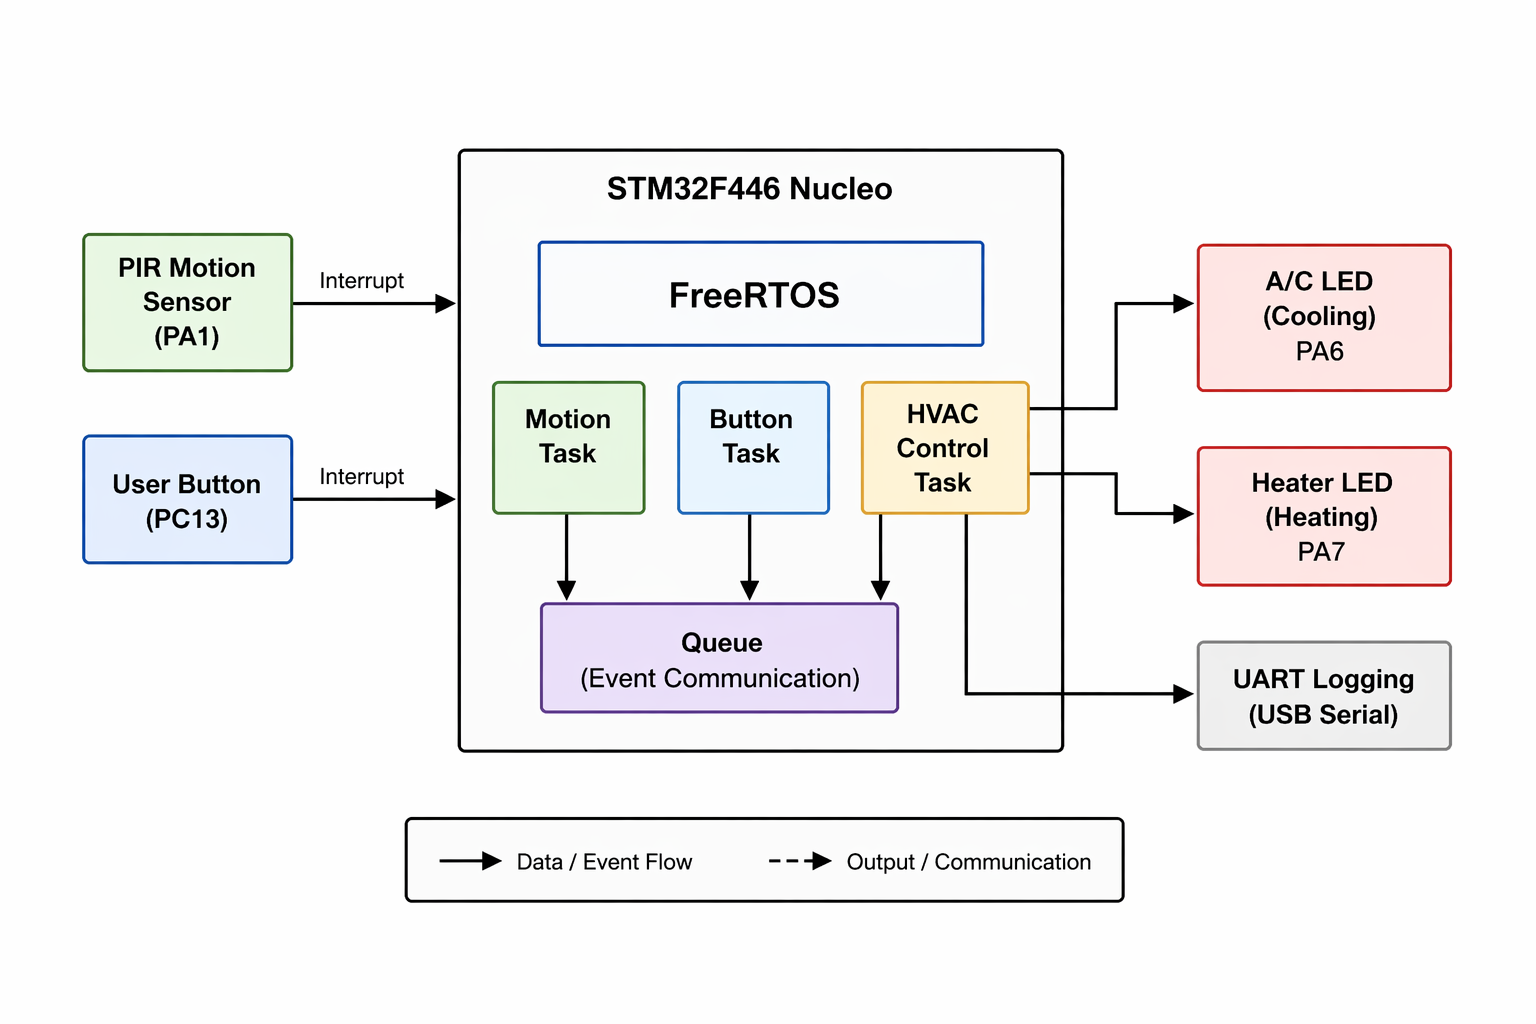 STM32F446 Nucleo
FreeRTOS
PIR Motion
Sensor
(PA1)
Interrupt
User Button
(PC13)
Interrupt
Motion
Task
Button
Task
HVAC
Control
Task
Queue
(Event Communication)
A/C LED
(Cooling)
PA6
Heater LED
(Heating)
PA7
UART Logging
(USB Serial)
Data / Event Flow
Output / Communication